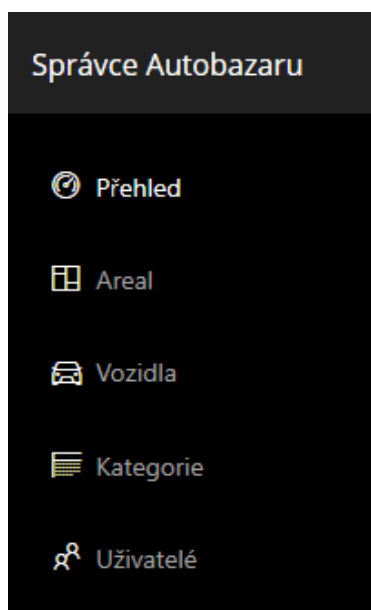 Správce Autobazaru
Přehled
Areal
Vozidla
Kategorie
Uživatelé